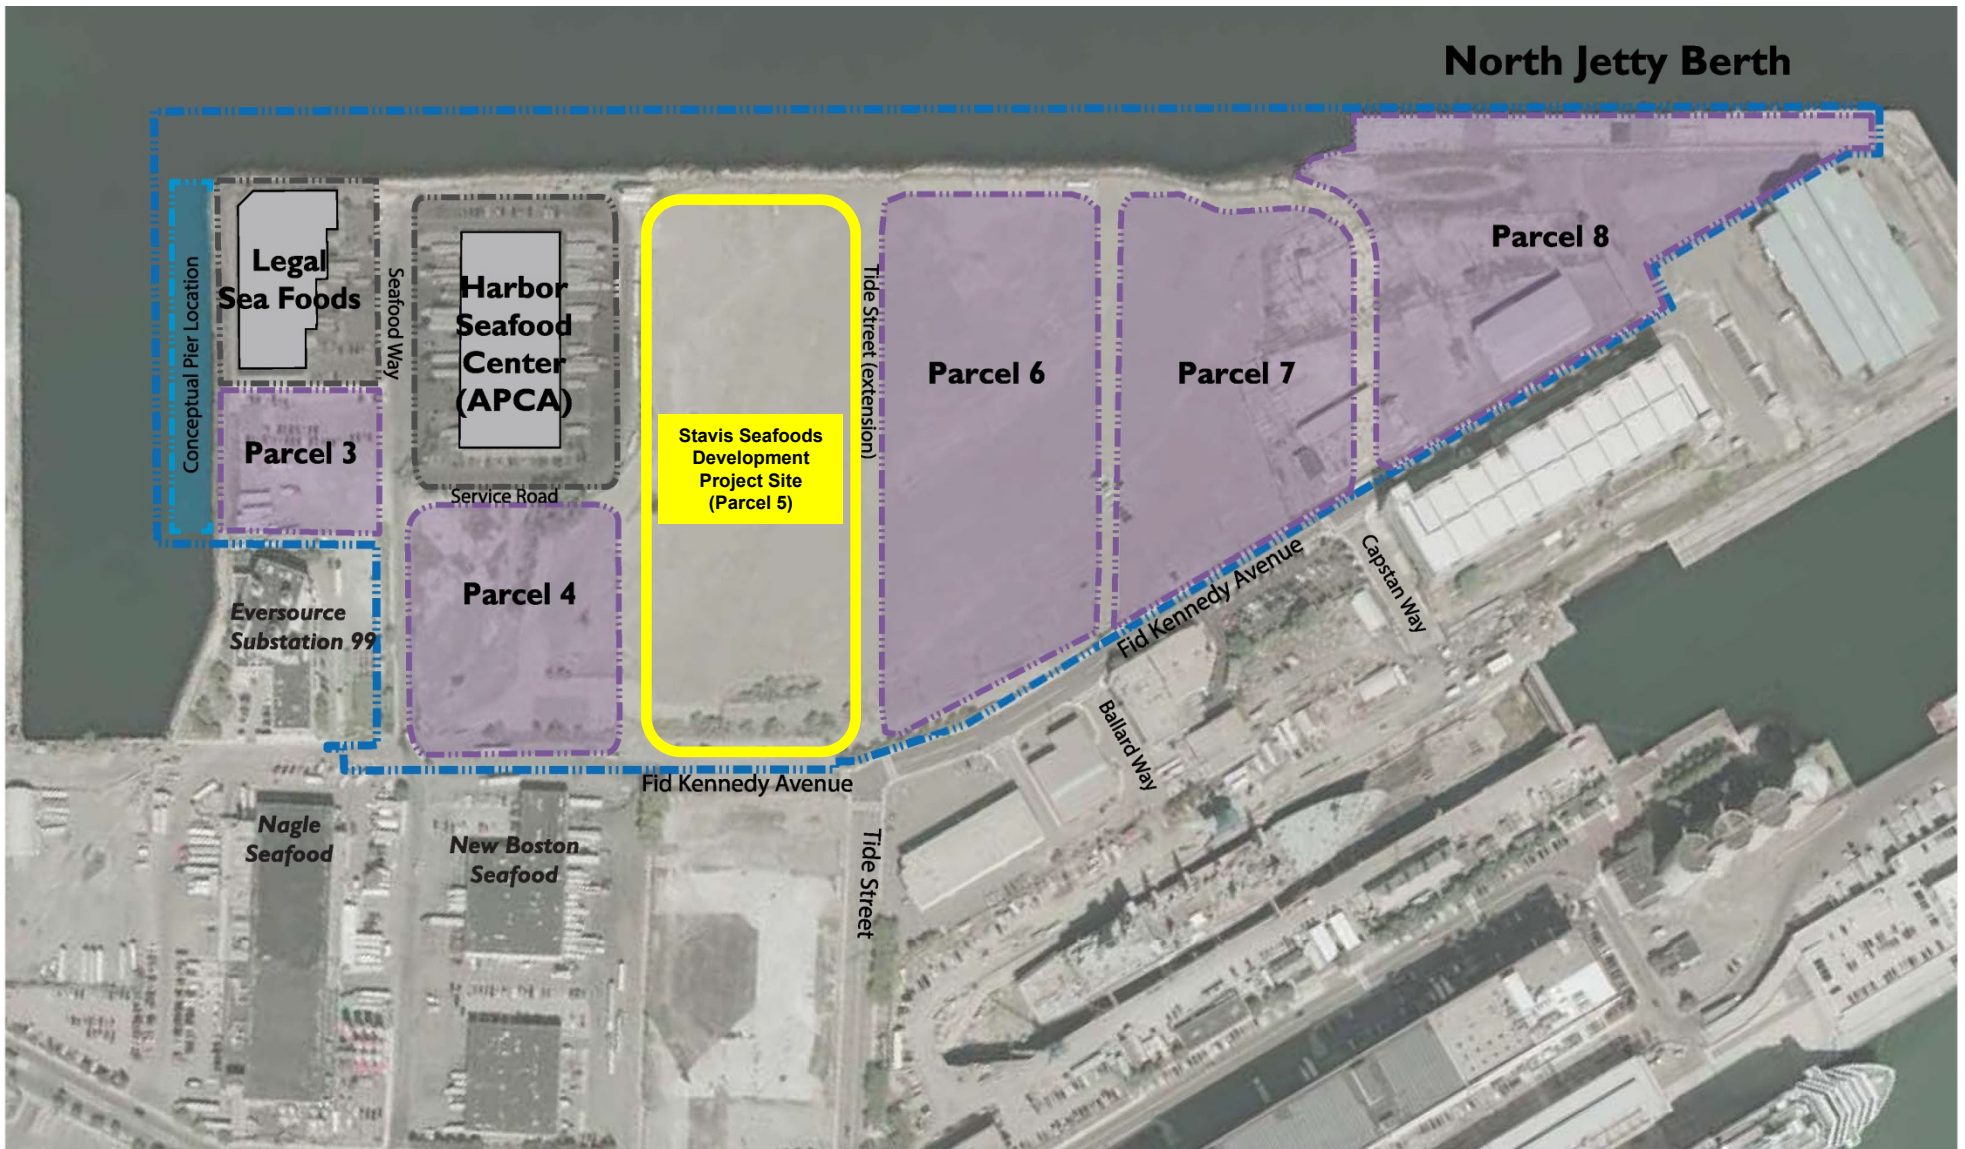 North Jetty Berth
Legal
Sea Foods
Conceptual Pier Location
Seafood Way
Harbor
Seafood
Center
(APCA)
Service Road
Parcel 3
Parcel 4
Stavis Seafoods
Development
Project Site
(Parcel 5)
Tide Street (extension)
Parcel 6
Parcel 7
Parcel 8
Eversource
Substation 99
Fid Kennedy Avenue
Capstan Way
Ballard Way
Fid Kennedy Avenue
Tide Street
Nagle
Seafood
New Boston
Seafood